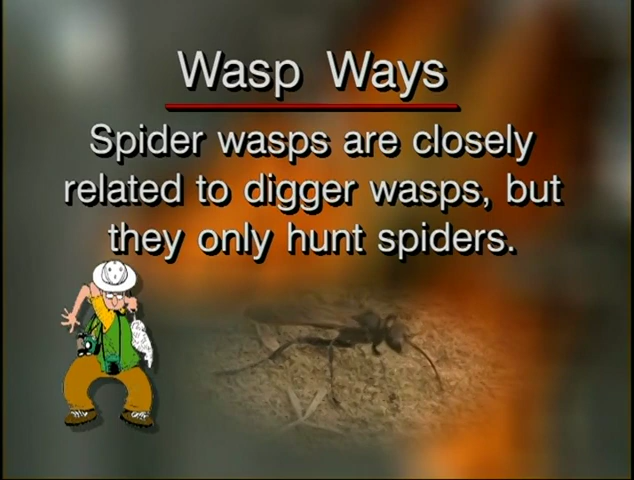 Wasp Ways
Spider wasps are closely
related to digger wasps, but
they only hunt spiders.